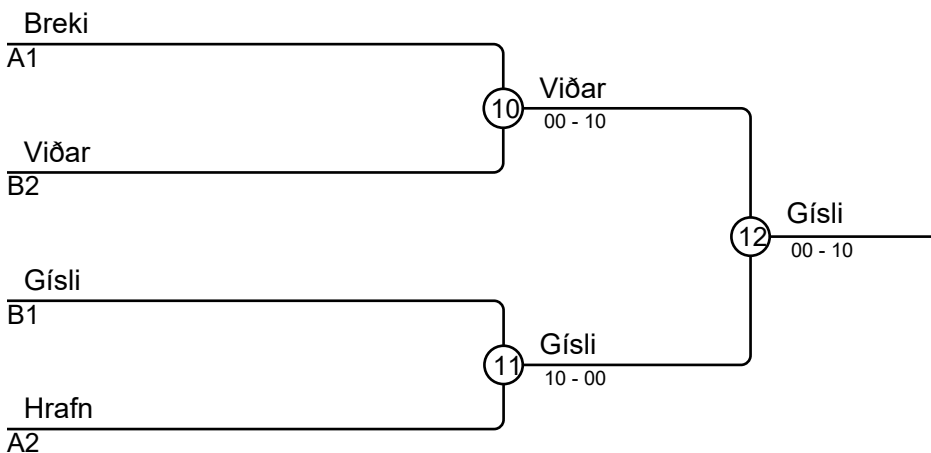 Breki
A1
10
Viðar
00 - 10
Viðar
B2
12
Gísli
00 - 10
Gísli
B1
11
Gísli
10 - 00
Hrafn
A2